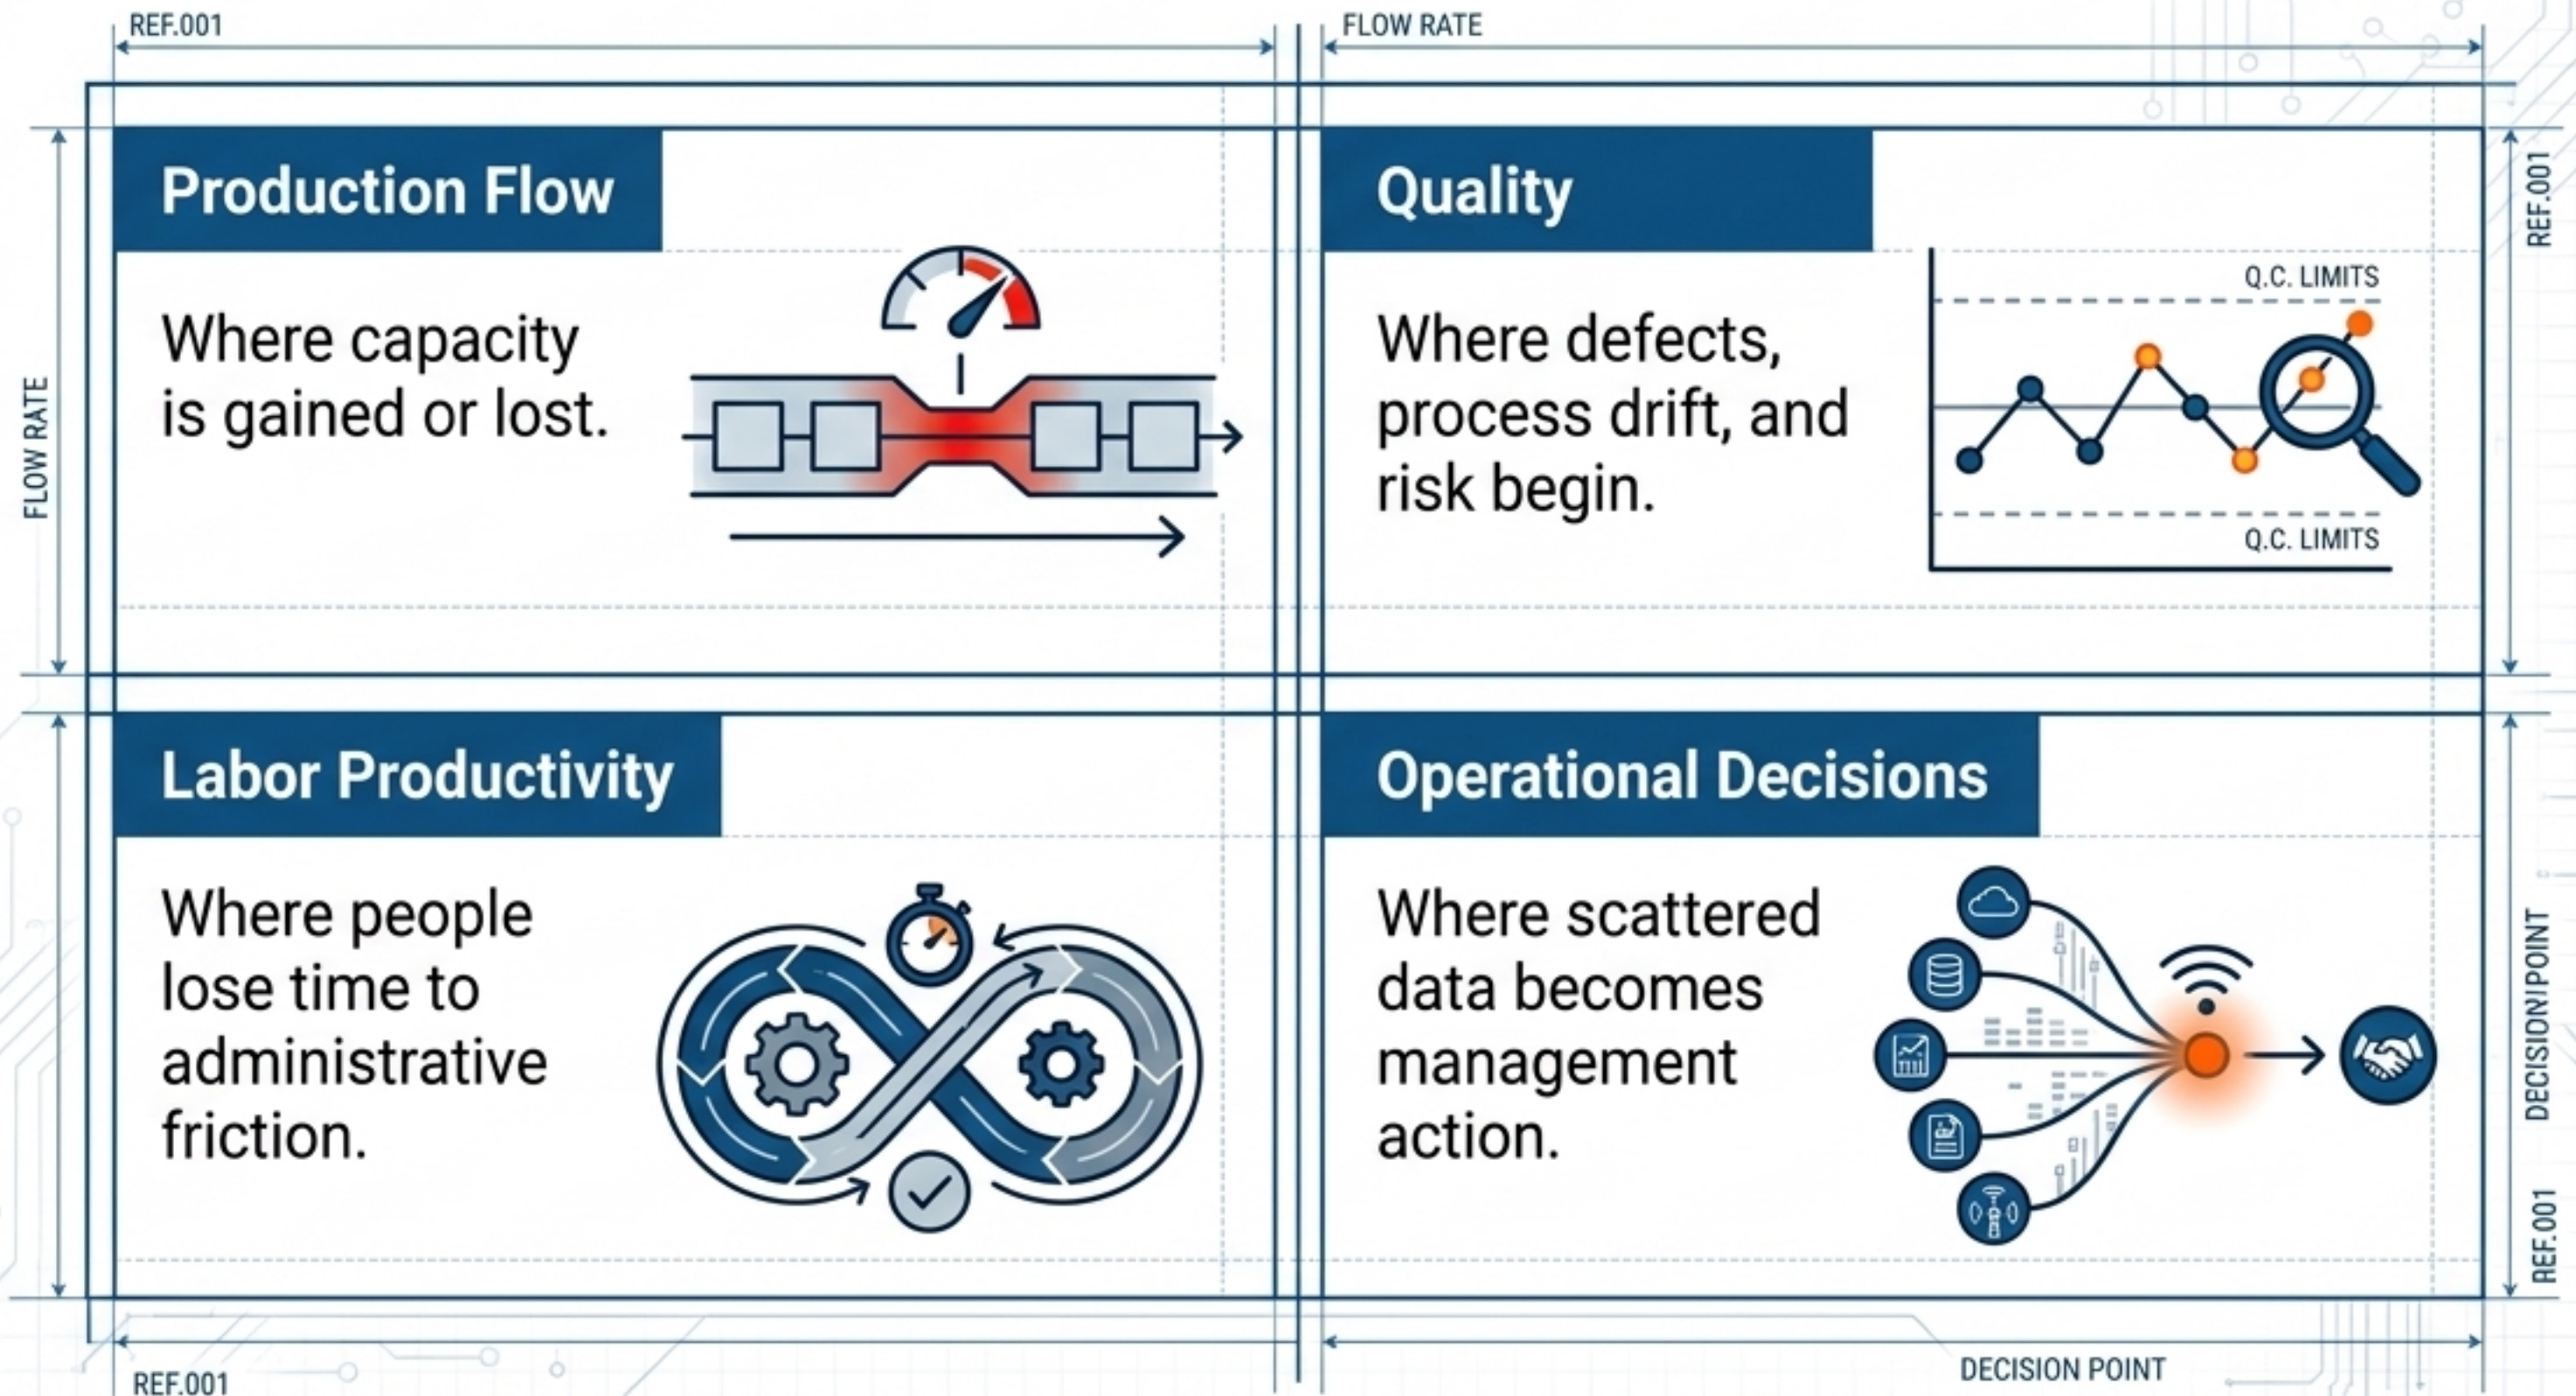 REF.001
FLOW RATE
Production Flow
Where capacity
is gained or lost.
FLOW RATE
Quality
Where defects,
process drift, and
risk begin.
Q.C. LIMITS
Q.C. LIMITS
REF.001
Labor Productivity
Where people
lose time to
administrative
friction.
Operational Decisions
Where scattered
data becomes
management
action.
DECISION POINT
REF.001
REF.001
DECISION POINT